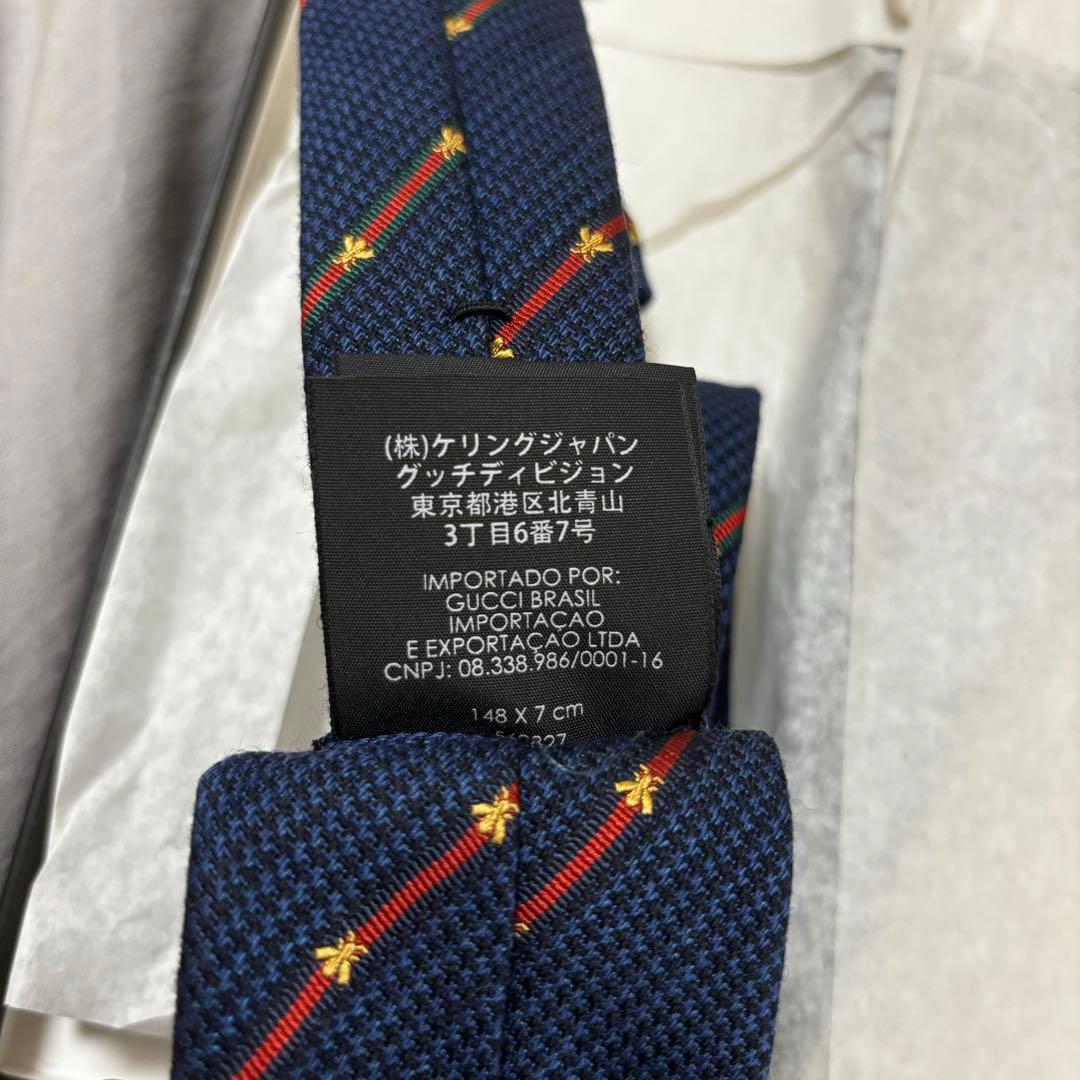 (株)ケリングジャパン
グッチディビジョン
東京都港区北青山
3丁目6番7号
IMPORTADO POR:
GUCCI BRASIL
IMPORTAÇAO
E EXPORTAÇAO LTDA
CNPJ: 08.338.986/0001-16
148 X 7 cm